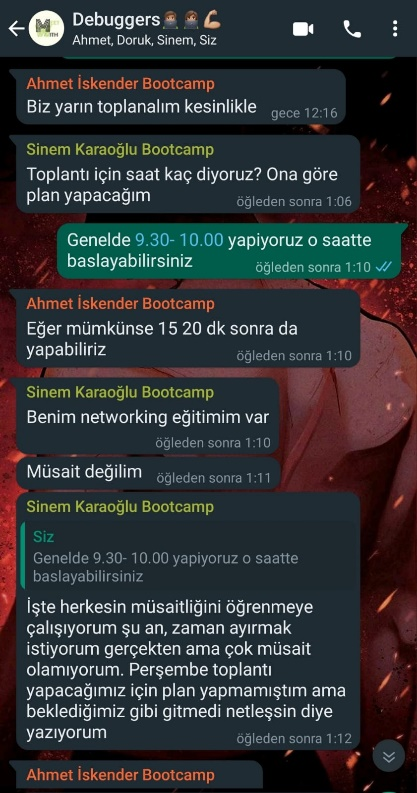 Debuggers
Ahmet, Doruk, Sinem, Siz
Ahmet İskender Bootcamp
Biz yarın toplanalım kesinlikle
gece 12:16
Sinem Karaoğlu Bootcamp
Toplantı için saat kaç diyoruz? Ona göre
plan yapacağım
öğleden sonra 1:06
Genelde 9.30- 10.00 yapiyoruz o saatte
baslayabilirsiniz
öğleden sonra 1:10
Ahmet İskender Bootcamp
Eğer mümkünse 15 20 dk sonra da
yapabiliriz
öğleden sonra 1:10
Sinem Karaoğlu Bootcamp
Benim networking eğitimim var
öğleden sonra 1:10
Müsait değilim
öğleden sonra 1:11
Sinem Karaoğlu Bootcamp
Siz
Genelde 9.30- 10.00 yapiyoruz o saatte
baslayabilirsiniz
İşte herkesin müsaitliğini öğrenmeye
çalışıyorum şu an, zaman ayırmak
istiyorum gerçekten ama çok müsait
olamıyorum. Perşembe toplantı
yapacağımız için plan yapmamıştım ama
beklediğimiz gibi gitmedi netleşsin diye
yazıyorum
öğleden sonra 1:12
Ahmet İskender Bootcamp